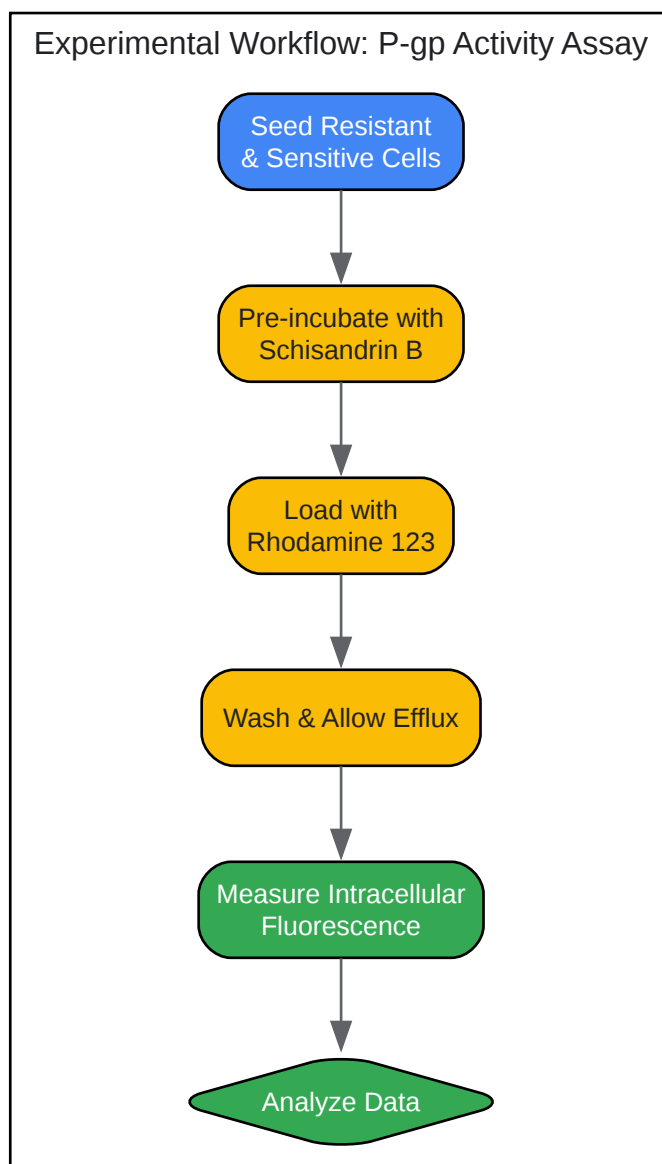 Experimental Workflow: P-gp Activity Assay
Seed Resistant
& Sensitive Cells
Pre-incubate with
Schisandrin B
Load with
Rhodamine 123
Wash & Allow Efflux
Measure Intracellular
Fluorescence
Analyze Data